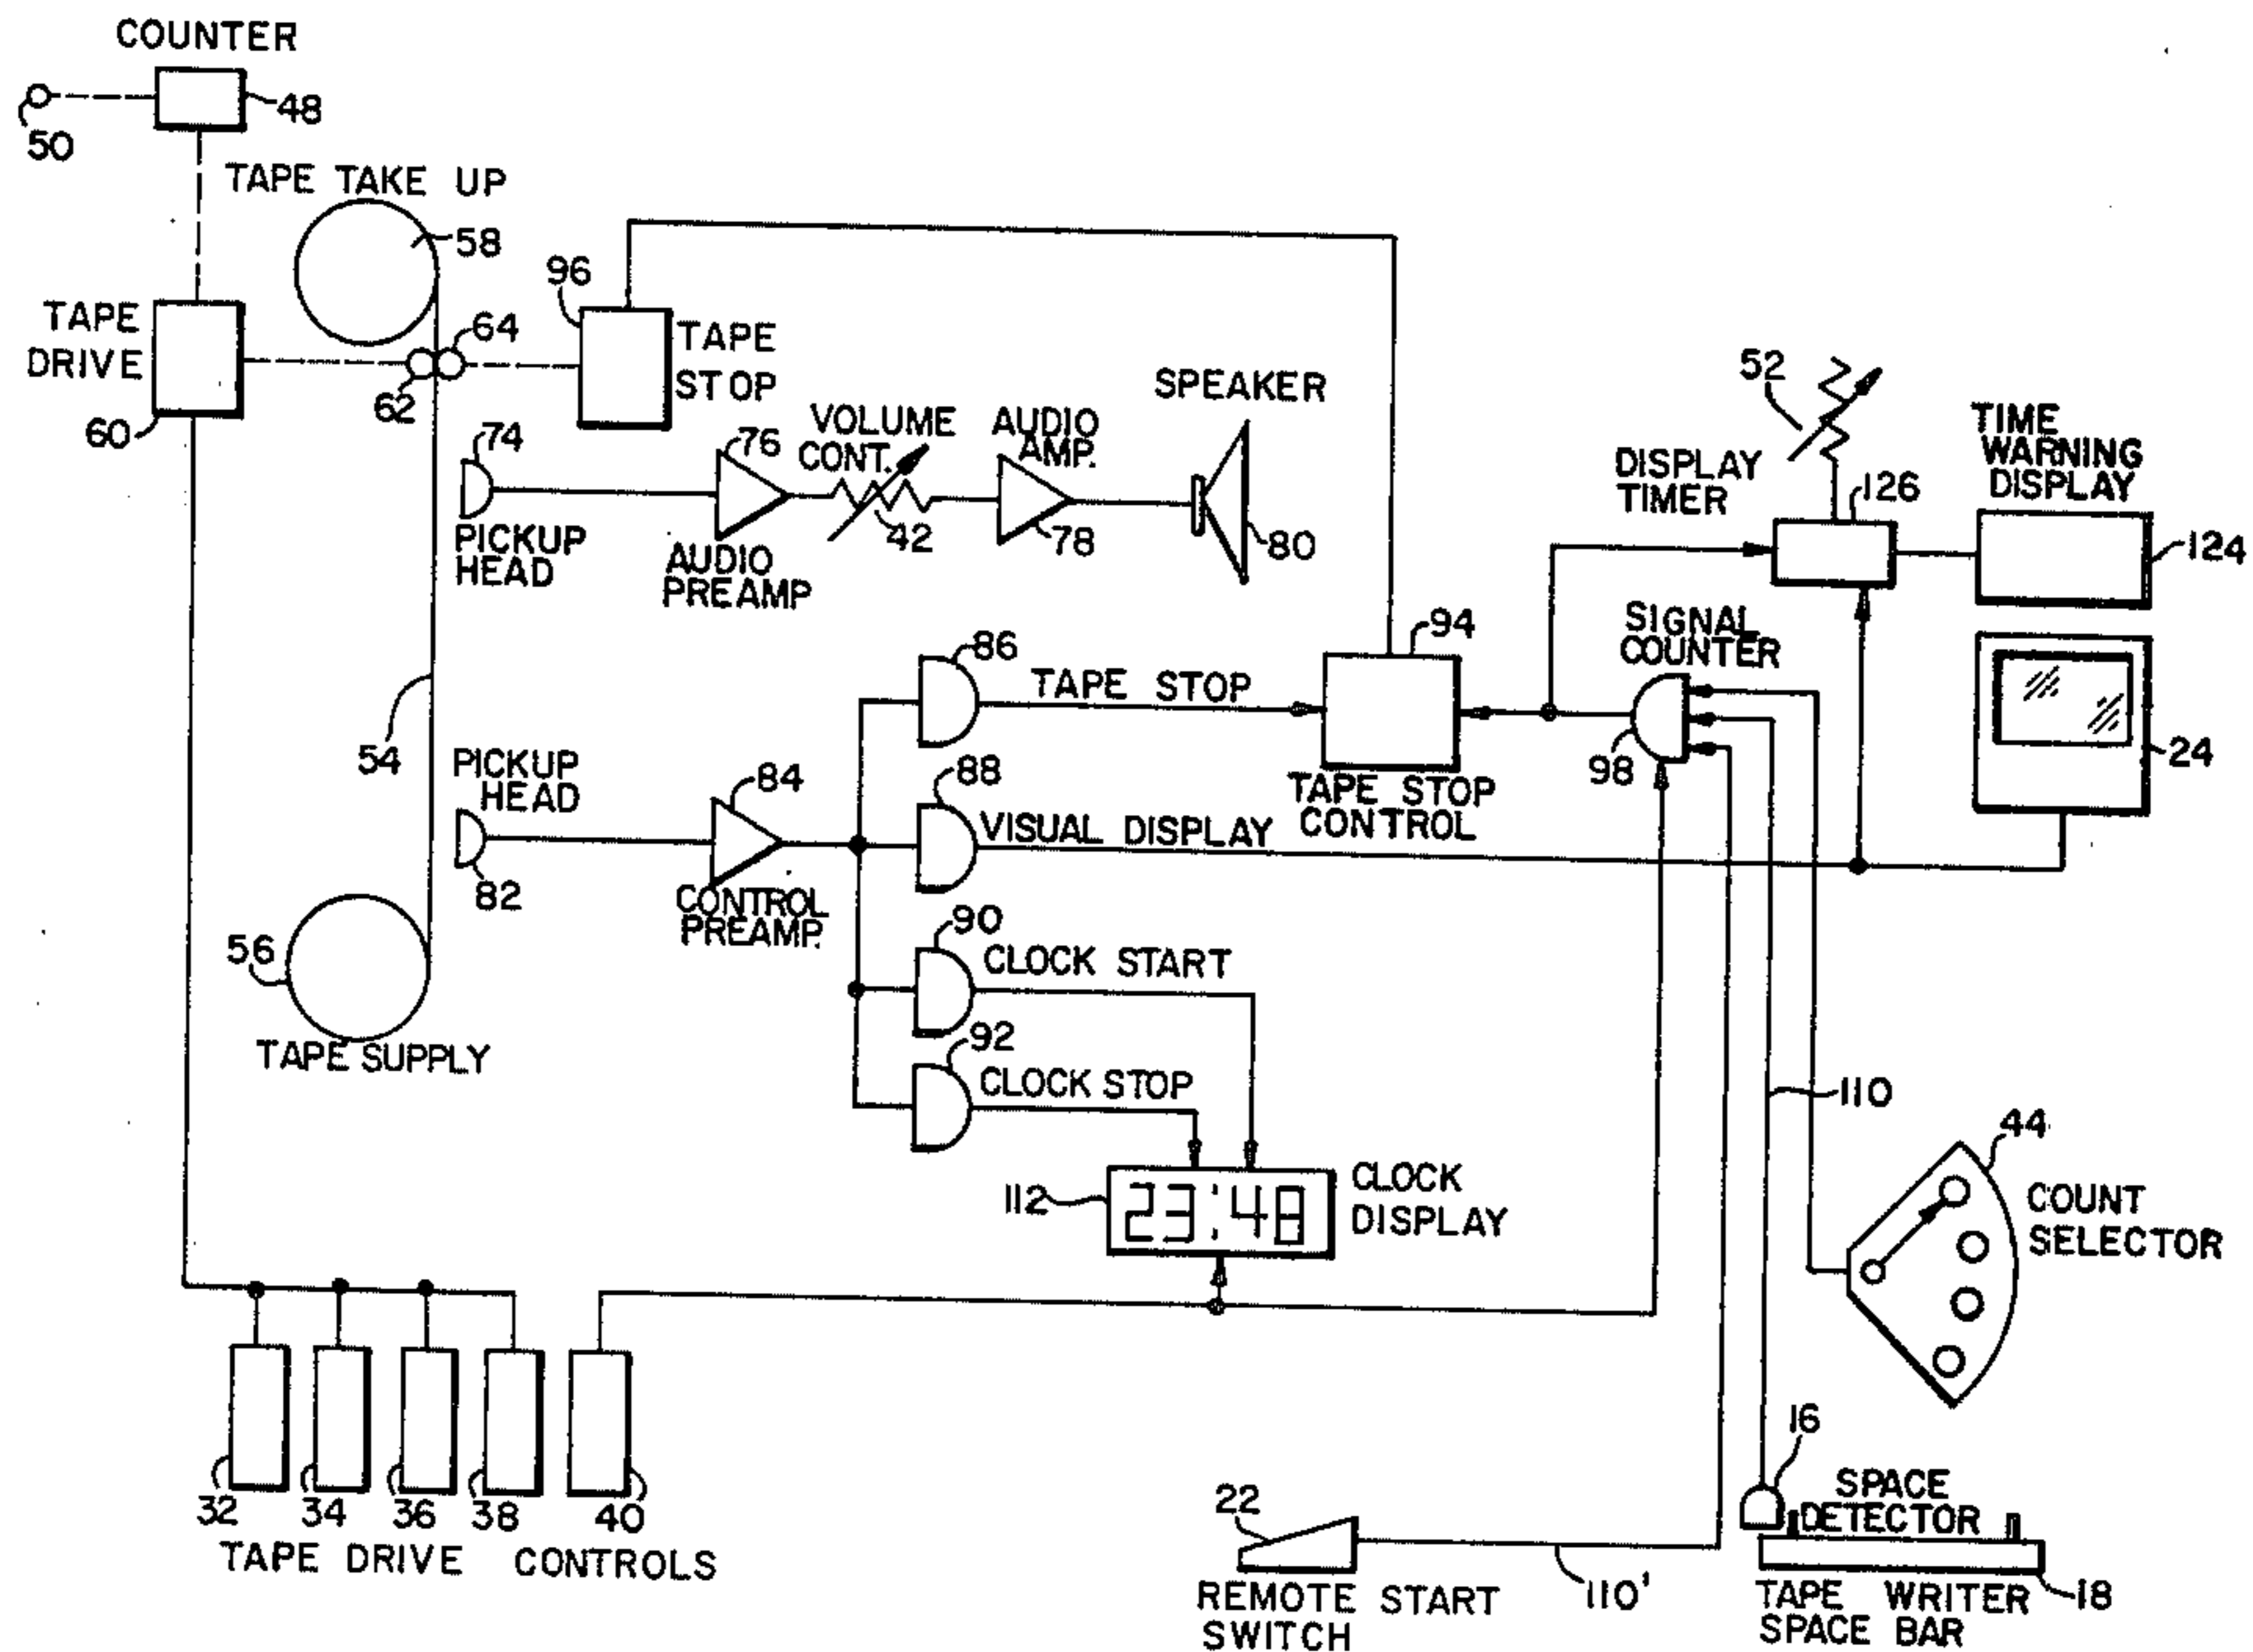 COUNTER
48
50
TAPE TAKE UP
58
96
TAPE
DRIVE
64
TAPE
STOP
62
60
74
76
VOLUME
CONT.
AUDIO
AMP.
SPEAKER
PICKUP
HEAD
AUDIO
PREAMP
42
78
80
52
DISPLAY
TIMER
126
TIME
WARNING
DISPLAY
124
86
TAPE STOP
94
SIGNAL
COUNTER
54
PICKUP
HEAD
84
88
TAPE STOP
CONTROL
98
24
VISUAL DISPLAY
82
CONTROL
PREAMP.
90
56
CLOCK START
TAPE SUPPLY
92
CLOCK STOP
110
44
112
23:48
CLOCK
DISPLAY
COUNT
SELECTOR
32
34
36
38
40
TAPE DRIVE CONTROLS
22
REMOTE START
SWITCH
110'
16
SPACE
DETECTOR
TAPE WRITER
SPACE BAR
18